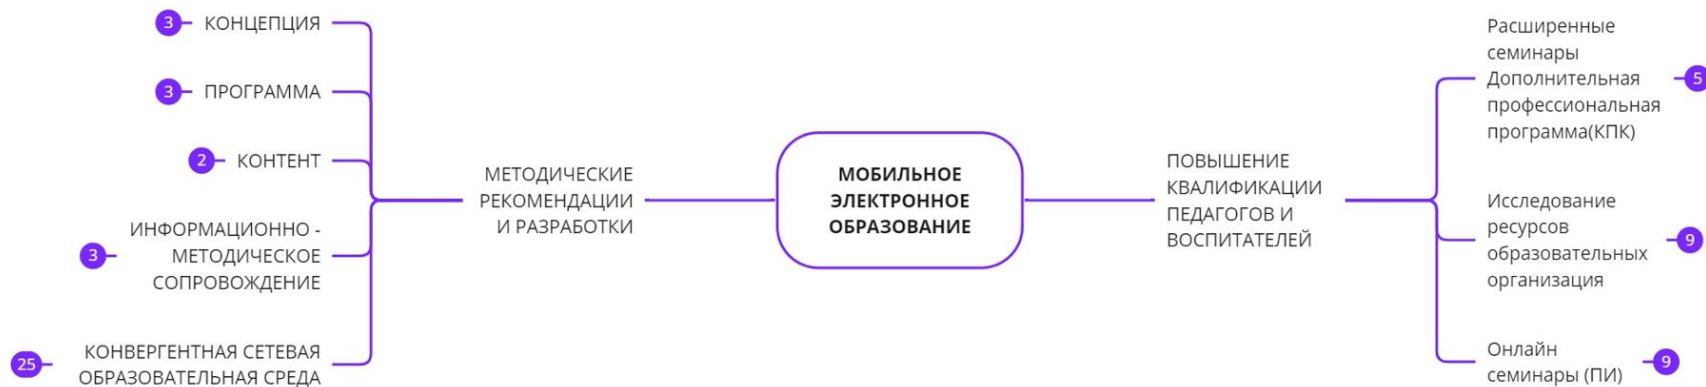 3
КОНЦЕПЦИЯ
3
ПРОГРАММА
2
КОНТЕНТ
3
ИНФОРМАЦИОННО -
МЕТОДИЧЕСКОЕ
СОПРОВОЖДЕНИЕ
25
КОНВЕРГЕНТНАЯ СЕТЕВАЯ
ОБРАЗОВАТЕЛЬНАЯ СРЕДА
МЕТОДИЧЕСКИЕ
РЕКОМЕНДАЦИИ
И РАЗРАБОТКИ
МОБИЛЬНОЕ
ЭЛЕКТРОННОЕ
ОБРАЗОВАНИЕ
ПОВЫШЕНИЕ
КВАЛИФИКАЦИИ
ПЕДАГОГОВ И
ВОСПИТАТЕЛЕЙ
Расширенные
семинары
Дополнительная
профессиональная
программа(КПК)
5
Исследование
ресурсов
образовательных
организация
9
Онлайн
семинары (ПИ)
9